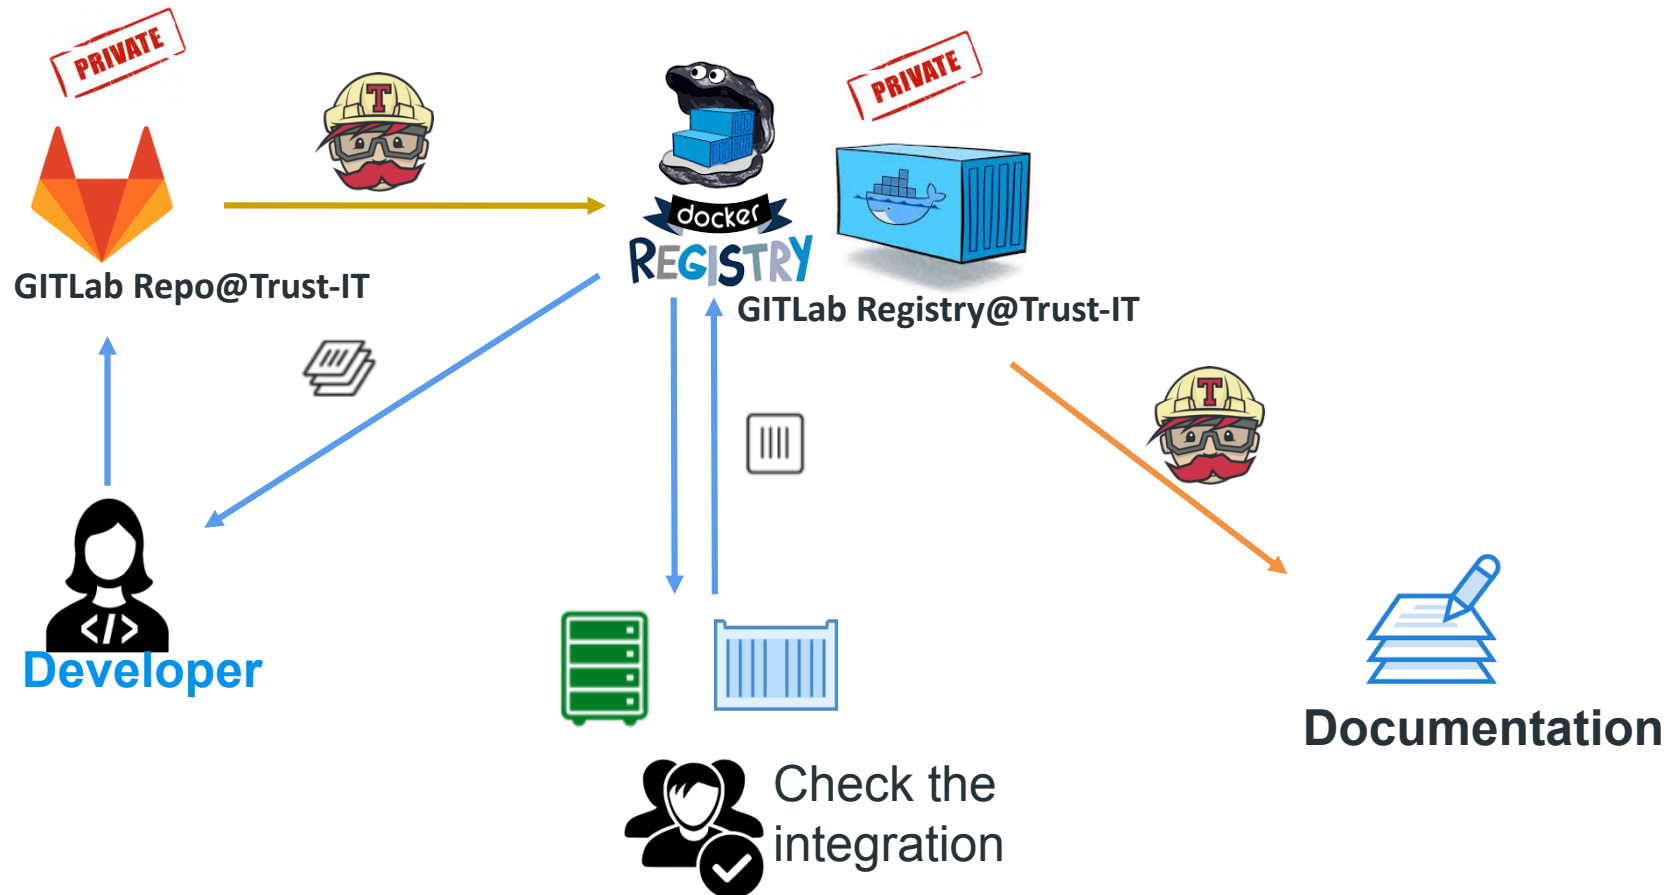 PRIVATE
PRIVATE
T
docker
REGISTRY
GITLab Repo@Trust-IT
GITLab Registry@Trust-IT
T
</>
Developer
Documentation
Check the
integration